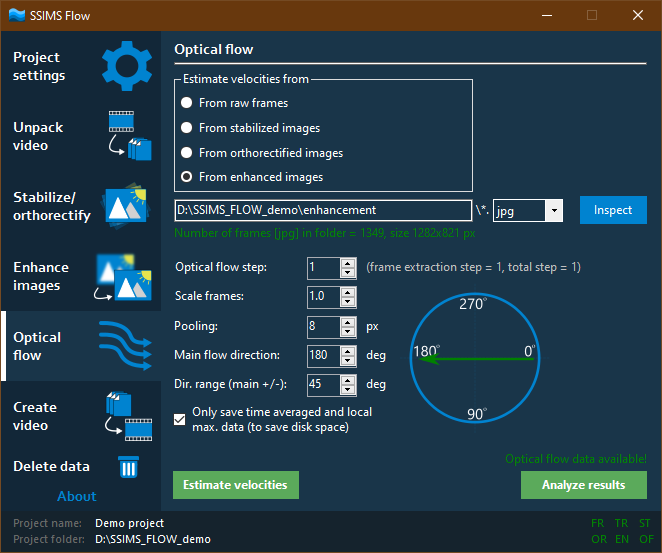 SSIMS Flow
Project
settings
Unpack
video
Stabilize/
orthorectify
Enhance
images
Optical
flow
Create
video
Delete data
About
Optical flow
Estimate velocities from
From raw frames
From stabilized images
From orthorectified images
From enhanced images
D:\SSIMS_FLOW_demo\enhancement \*. jpg Inspect
Number of frames [jpg] in folder = 1349, size 1282x821 px
Optical flow step: 1 (frame extraction step = 1, total step = 1)
Scale frames: 1.0
Pooling: 8 px
Main flow direction: 180 deg
Dir. range (main +/-): 45 deg
270°
180° 0°
90°
Only save time averaged and local
max. data (to save disk space)
Optical flow data available!
Estimate velocities Analyze results
Project name: Demo project FR TR ST
Project folder: D:\SSIMS_FLOW_demo OR EN OF